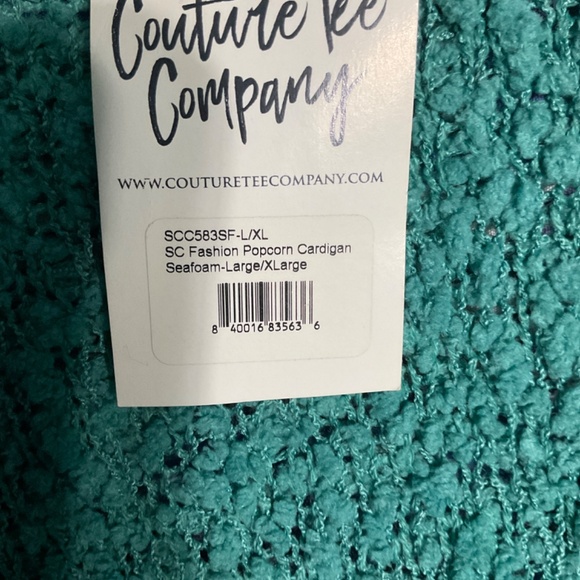 Couture Tee
Company
WWW.COUTURETEECOMPANY.COM
SCC583SF-L/XL
SC Fashion Popcorn Cardigan
Seafoam-Large/XLarge
8 40016 83563 6